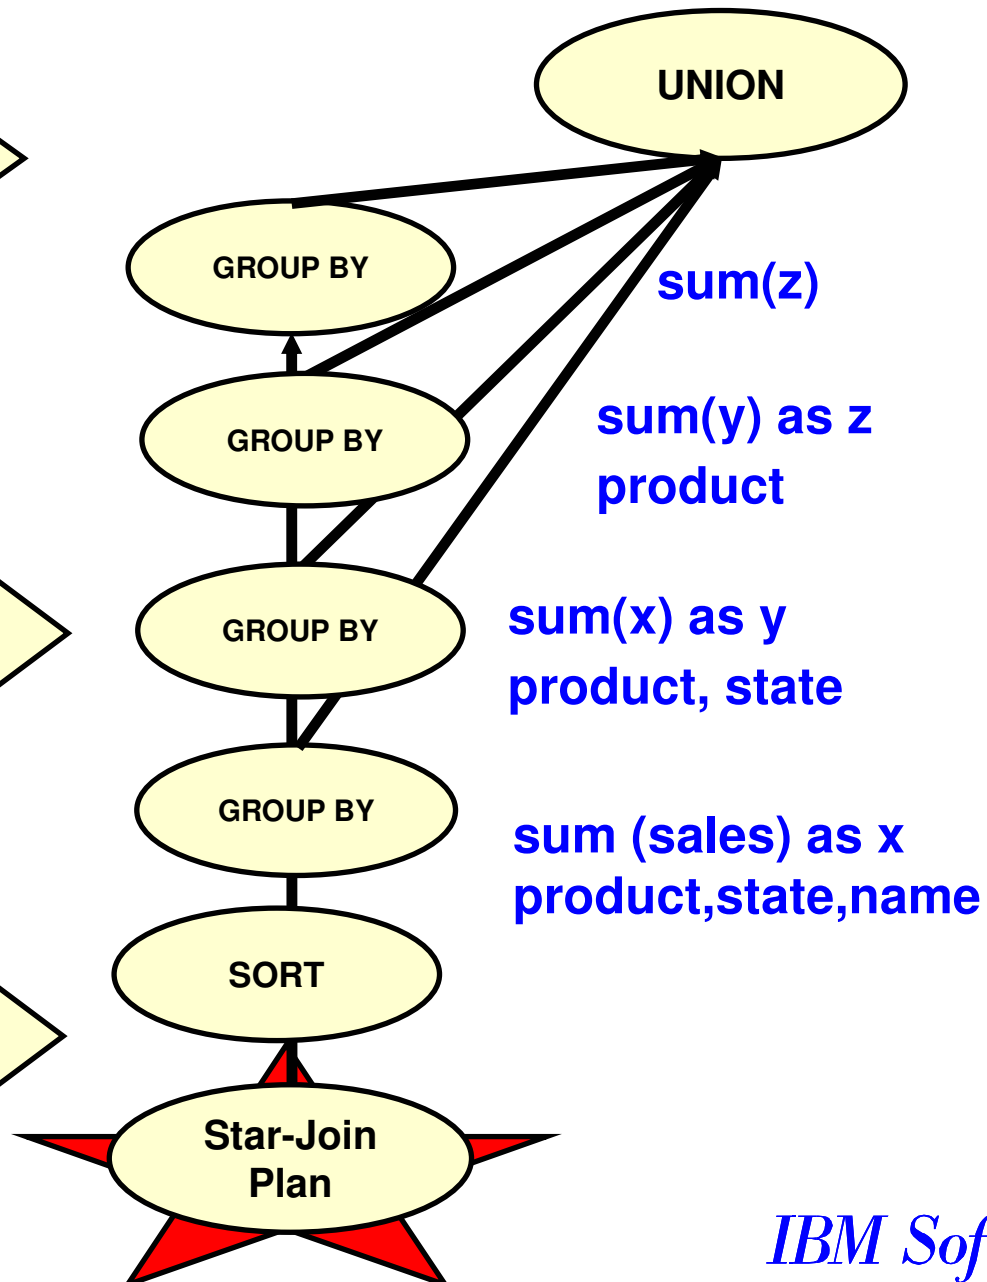 UNION
GROUP BY
sum(z)
GROUP BY
sum(y) as z
product
GROUP BY
sum(x) as y
product, state
GROUP BY
sum (sales) as x
product,state,name
SORT
Star-Join
Plan
IBM Sof